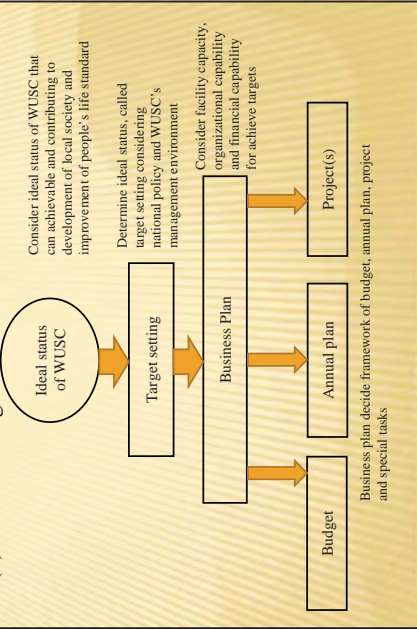 Ideal status
of WUSC
Consider ideal status of WUSC that
can achievable and contributing to
development of local society and
improvement of people's life standard
Target setting
Determine ideal status, called
target setting considering
national policy and WUSC's
management environment
Business Plan
Consider facility capacity,
organizational capability
and financial capability
for achieve targets
Budget
Annual plan
Project(s)
Business plan decide framework of budget, annual plan, project
and special tasks